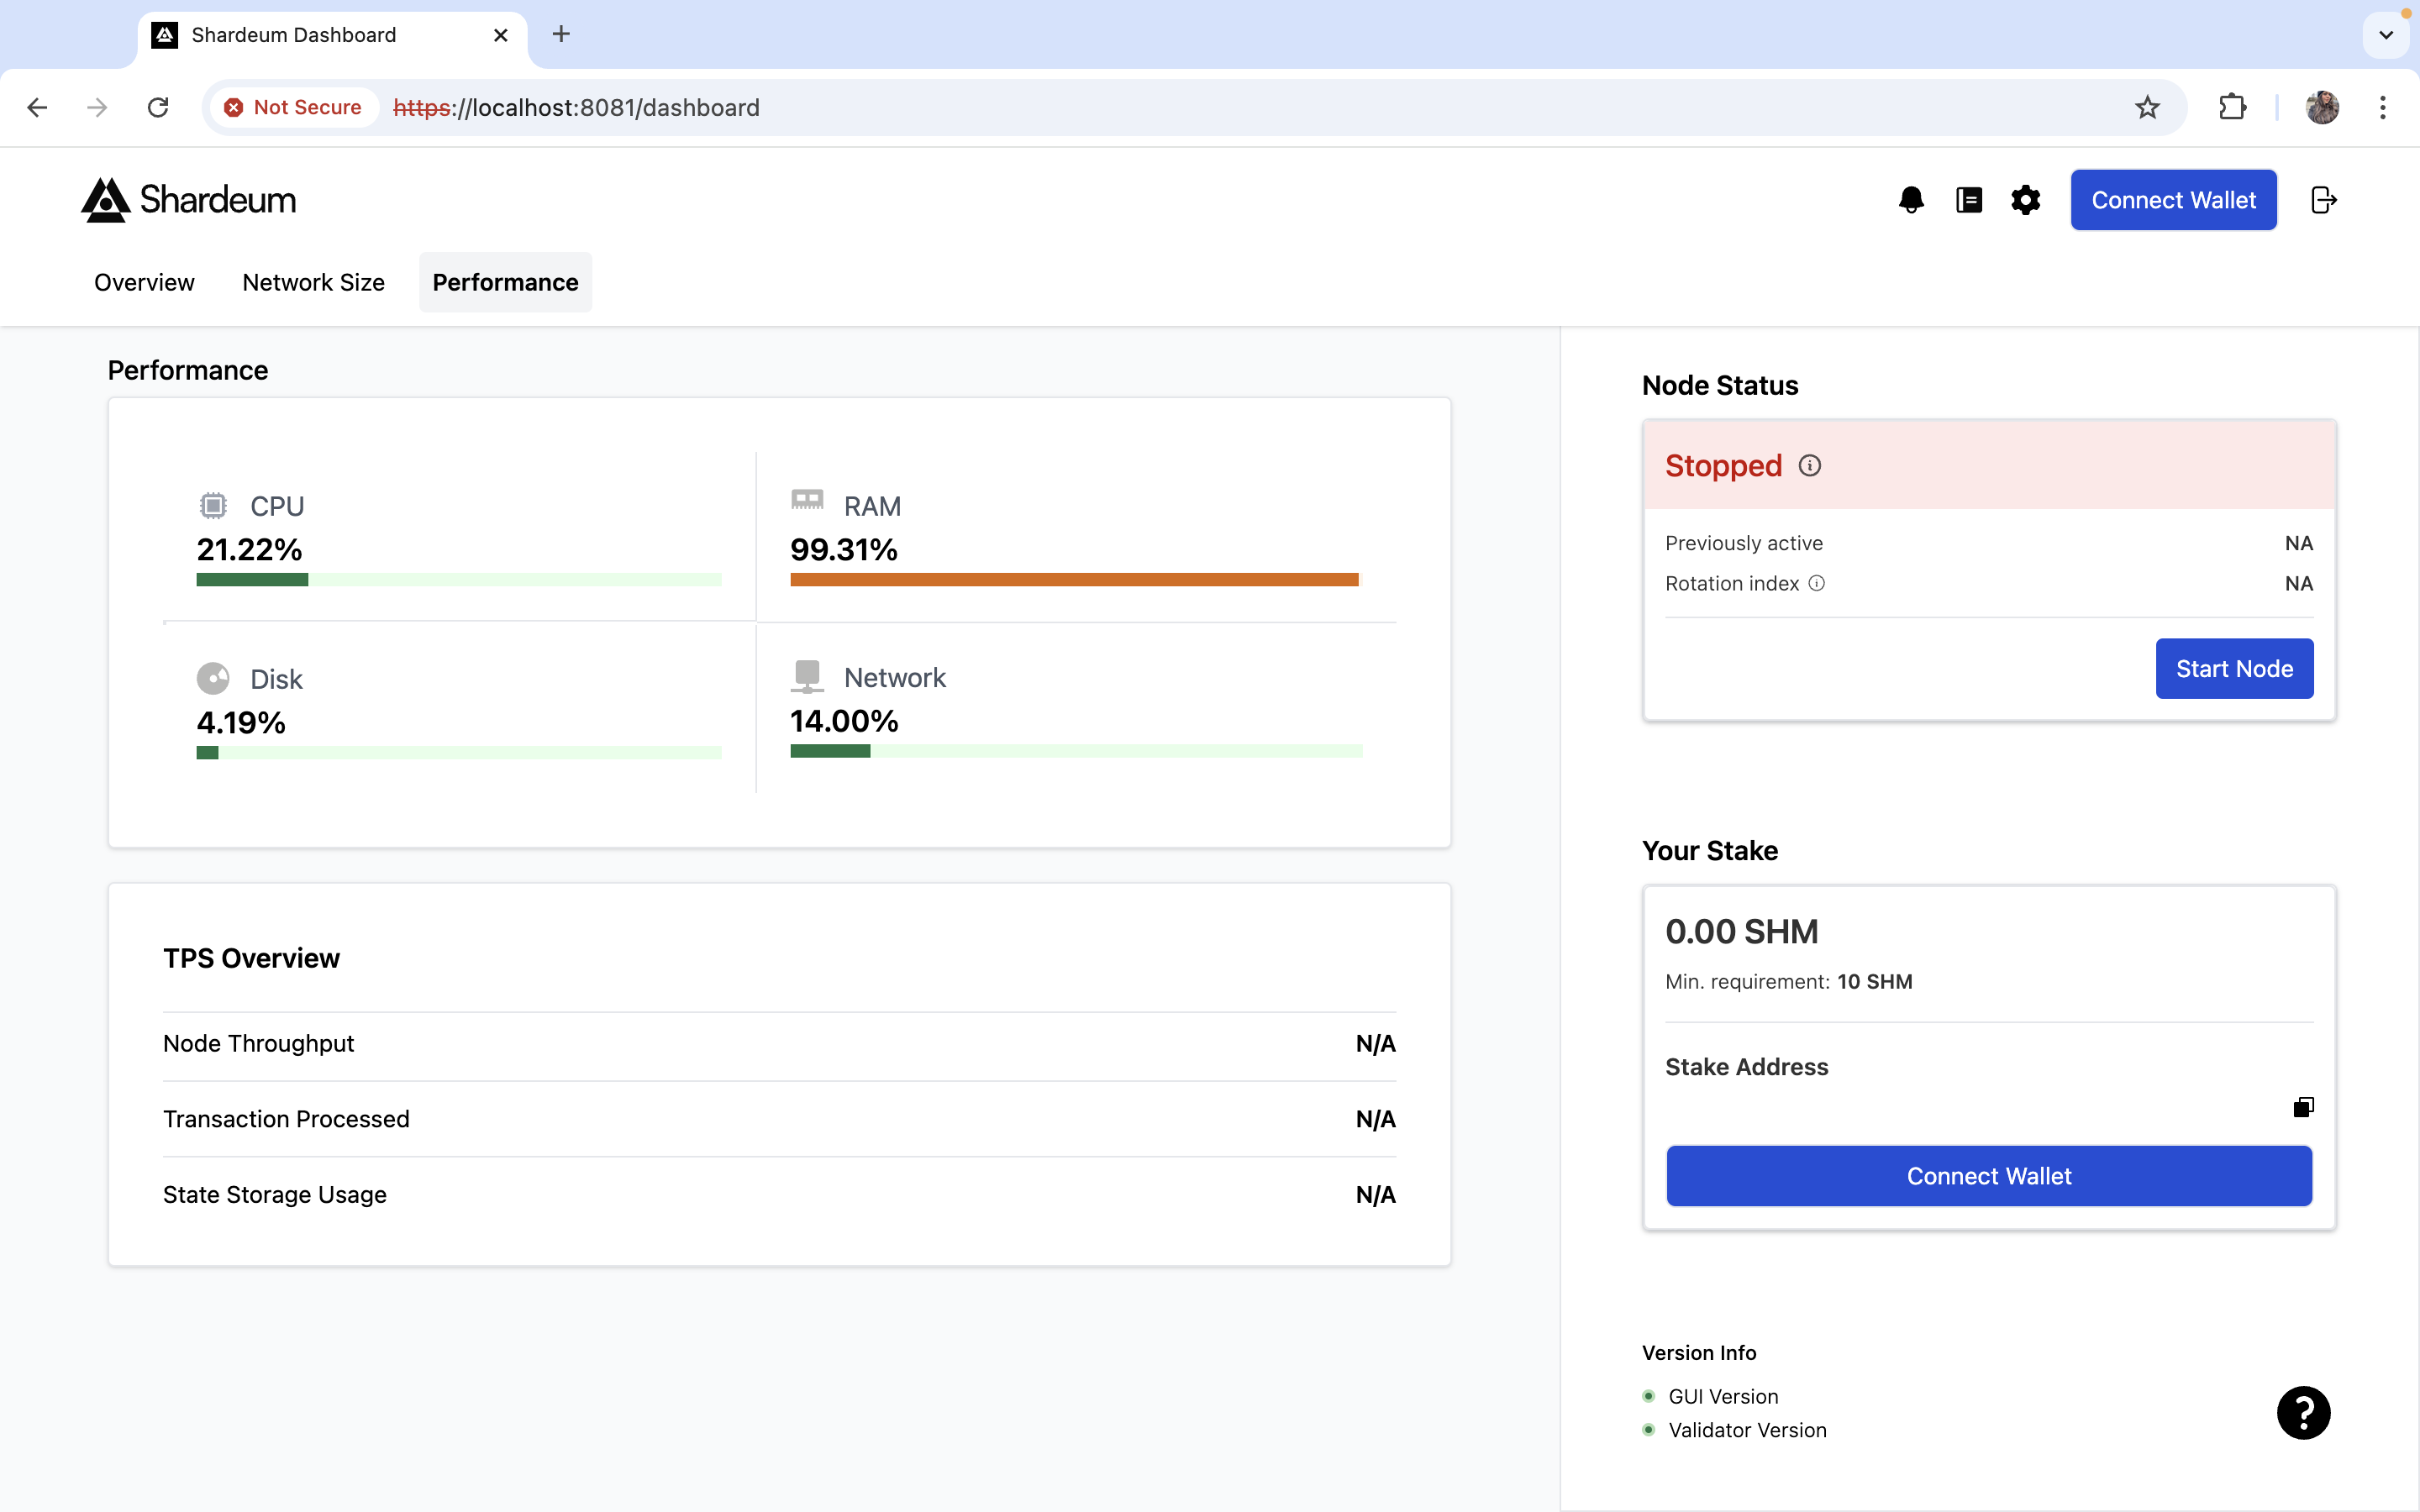 Shardeum Dashboard
Not Secure https://localhost:8081/dashboard
Shardeum
Connect Wallet
Overview Network Size Performance
Performance
CPU
21.22%
RAM
99.31%
Disk
4.19%
Network
14.00%
TPS Overview
Node Throughput N/A
Transaction Processed N/A
State Storage Usage N/A
Node Status
Stopped
Previously active NA
Rotation index NA
Start Node
Your Stake
0.00 SHM
Min. requirement: 10 SHM
Stake Address
Connect Wallet
Version Info
GUI Version
Validator Version
?